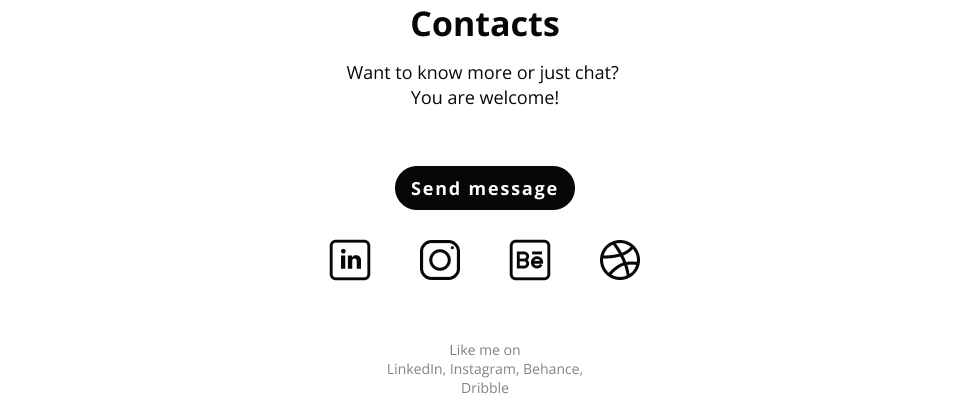 Contacts
Want to know more or just chat?
You are welcome!
Send message
in
Bē
Like me on
LinkedIn, Instagram, Behance,
Dribble